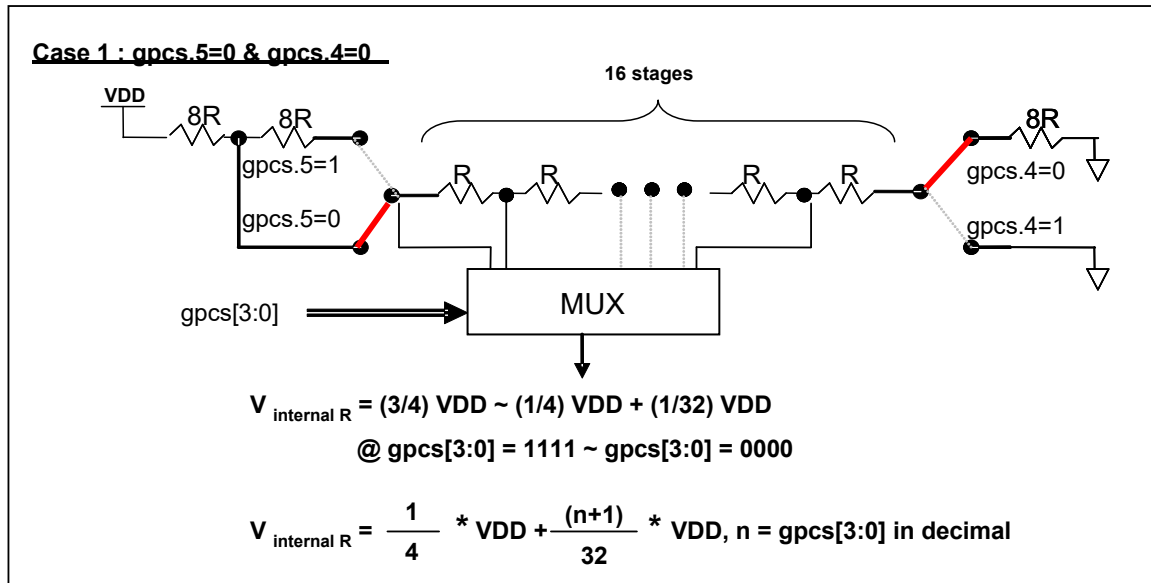 Case 1 : gpcs.5=0 & gpcs.4=0
16 stages
VDD
8R 8R 8R
gpcs.5=1 gpcs.4=0
R R R R
gpcs.5=0 gpcs.4=1
MUX
gpcs[3:0]
V internal R = (3/4) VDD ~ (1/4) VDD + (1/32) VDD
@ gpcs[3:0] = 1111 ~ gpcs[3:0] = 0000
V internal R = 1/4 * VDD + (n+1)/32 * VDD, n = gpcs[3:0] in decimal